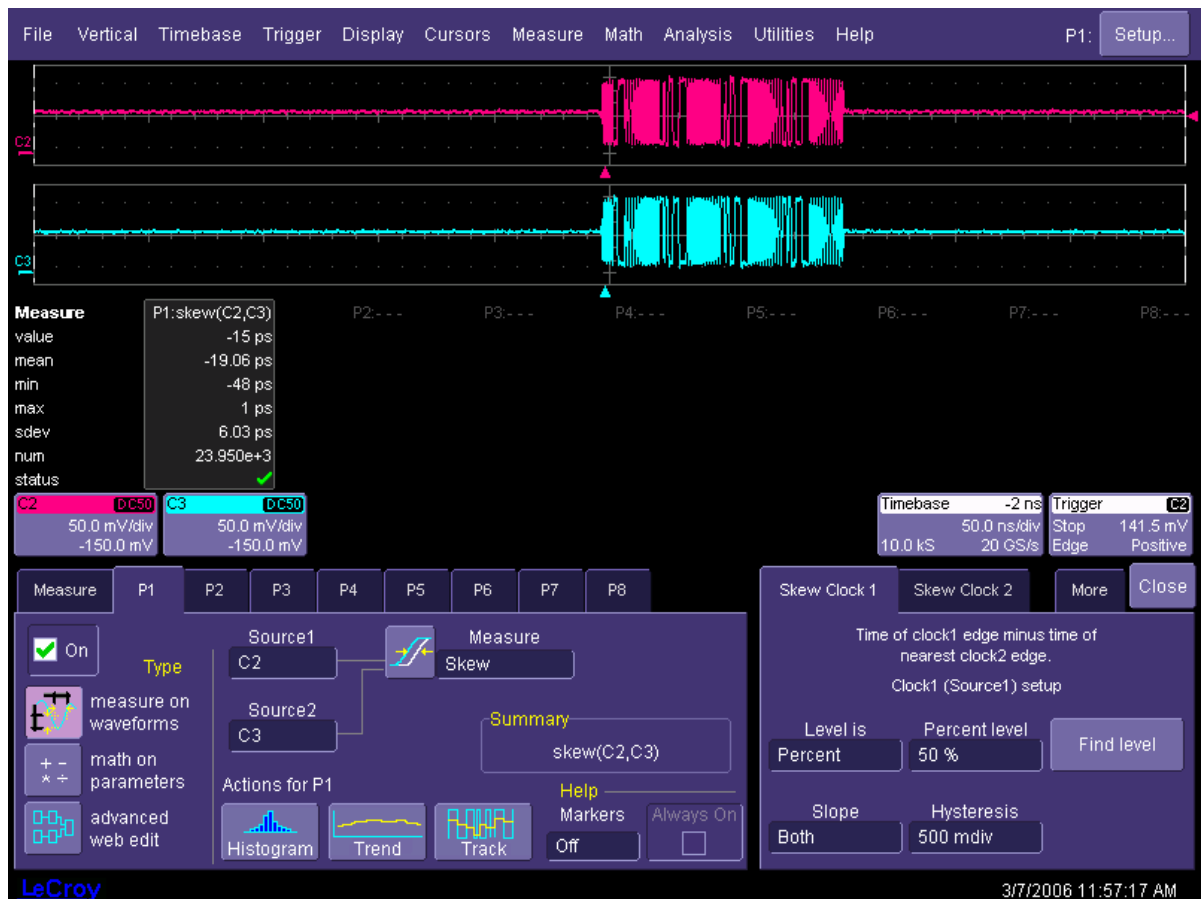 File Vertical Timebase Trigger Display Cursors Measure Math Analysis Utilities Help P1: Setup...
C2
C3
Measure P1:skew(C2,C3) P2:- - - P3:- - - P4:- - - P5:- - - P6:- - - P7:- - - P8:- - -
value -15 ps
mean -19.06 ps
min -48 ps
max 1 ps
sdev 6.03 ps
num 23.950e+3
status
C2 DC50 C3 DC50 Timebase -2 ns Trigger C2
50.0 mV/div 50.0 mV/div 50.0 ns/div Stop 141.5 mV
-150.0 mV -150.0 mV 10.0 kS 20 GS/s Edge Positive
Measure P1 P2 P3 P4 P5 P6 P7 P8
Skew Clock 1 Skew Clock 2 More Close
On
Type
measure on
waveforms
math on
parameters
advanced
web edit
Source1
C2
Source2
C3
Measure
Skew
Summary
skew(C2,C3)
Actions for P1
Histogram Trend Track
Help
Markers
Off
Always On
Time of clock1 edge minus time of
nearest clock2 edge.
Clock1 (Source1) setup
Level is Percent level
Percent 50 % Find level
Slope Hysteresis
Both 500 mdiv
LeCroy 3/7/2006 11:57:17 AM